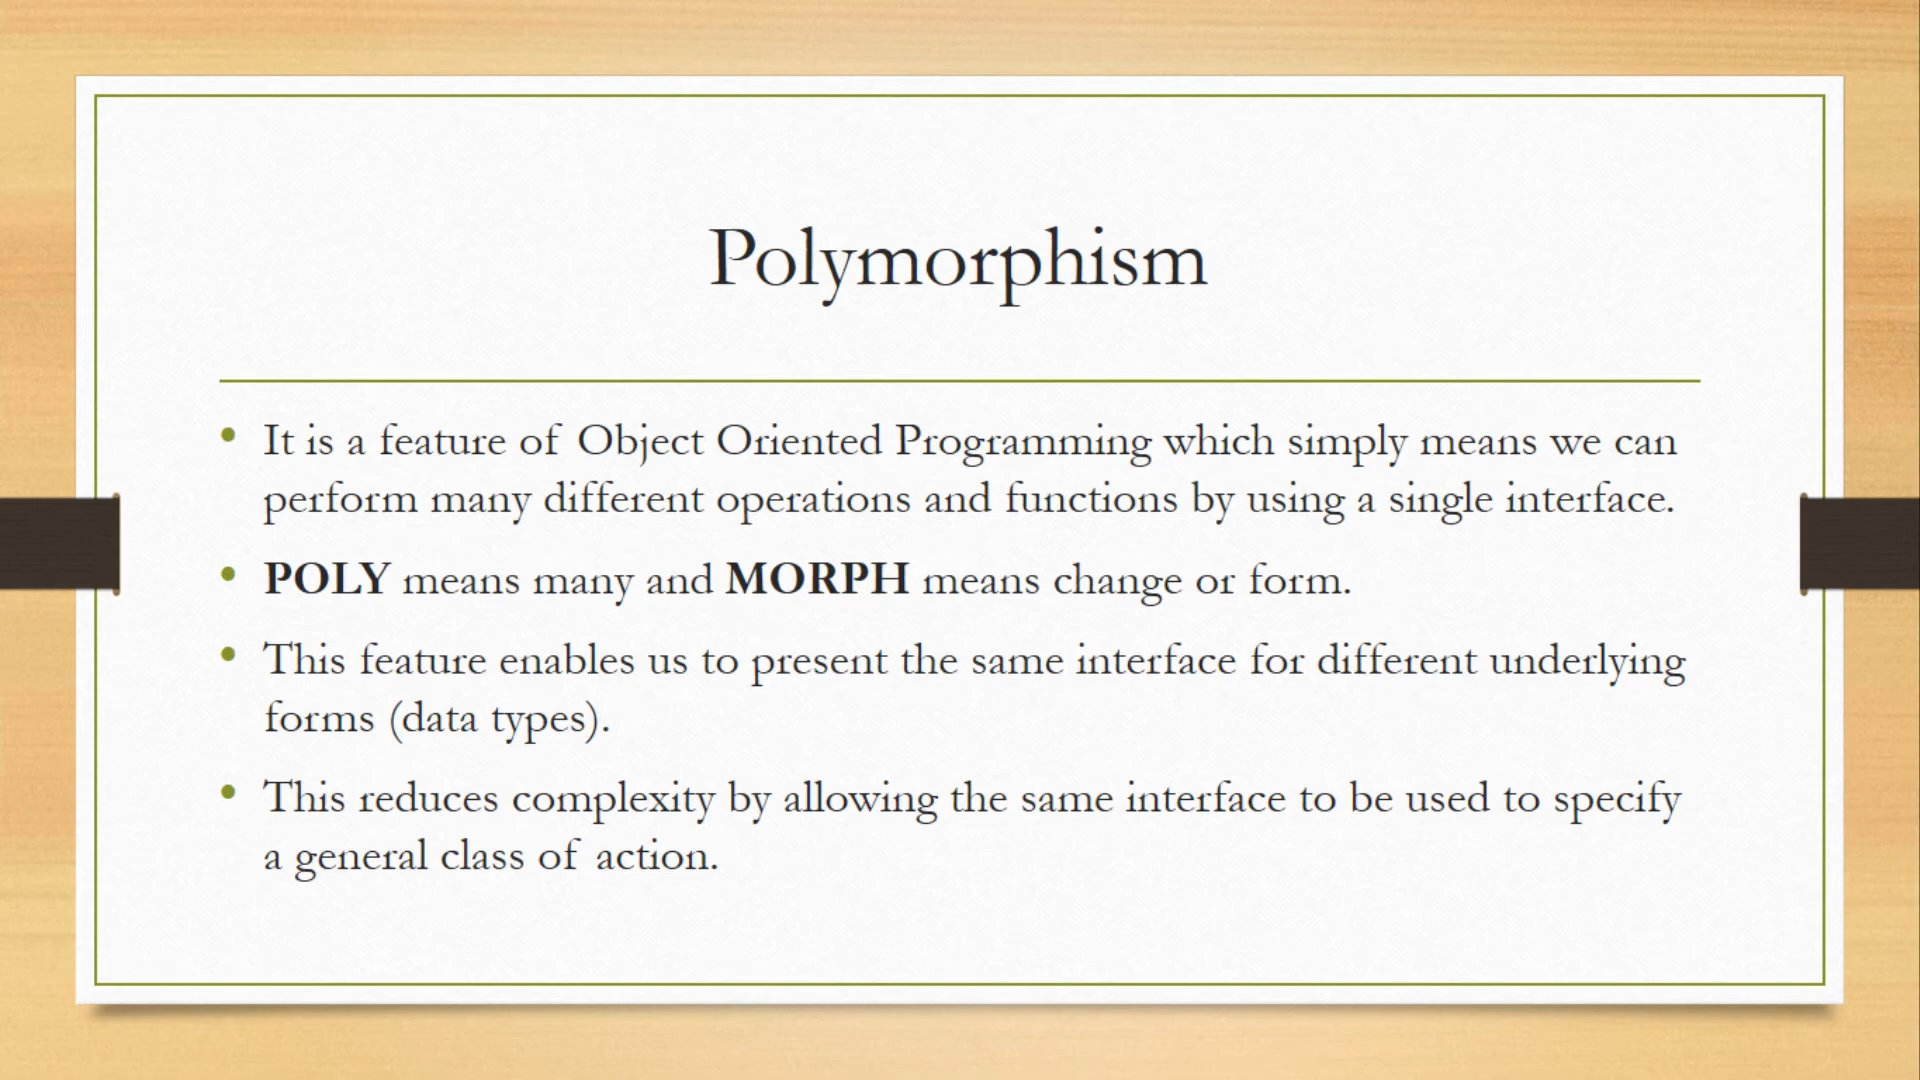 Polymorphism
• It is a feature of Object Oriented Programming which simply means we can
perform many different operations and functions by using a single interface.
• POLY means many and MORPH means change or form.
• This feature enables us to present the same interface for different underlying
forms (data types).
• This reduces complexity by allowing the same interface to be used to specify
a general class of action.